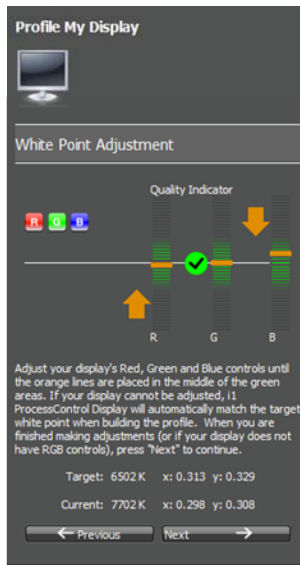 Profile My Display
White Point Adjustment
Quality Indicator
R G B
R G B
Adjust your display's Red, Green and Blue controls until
the orange lines are placed in the middle of the green
areas. If your display cannot be adjusted, i1
ProcessControl Display will automatically match the target
white point when building the profile. When you are
finished making adjustments (or if your display does not
have RGB controls), press "Next" to continue.
Target: 6502 K x: 0.313 y: 0.329
Current: 7702 K x: 0.298 y: 0.308
← Previous Next →